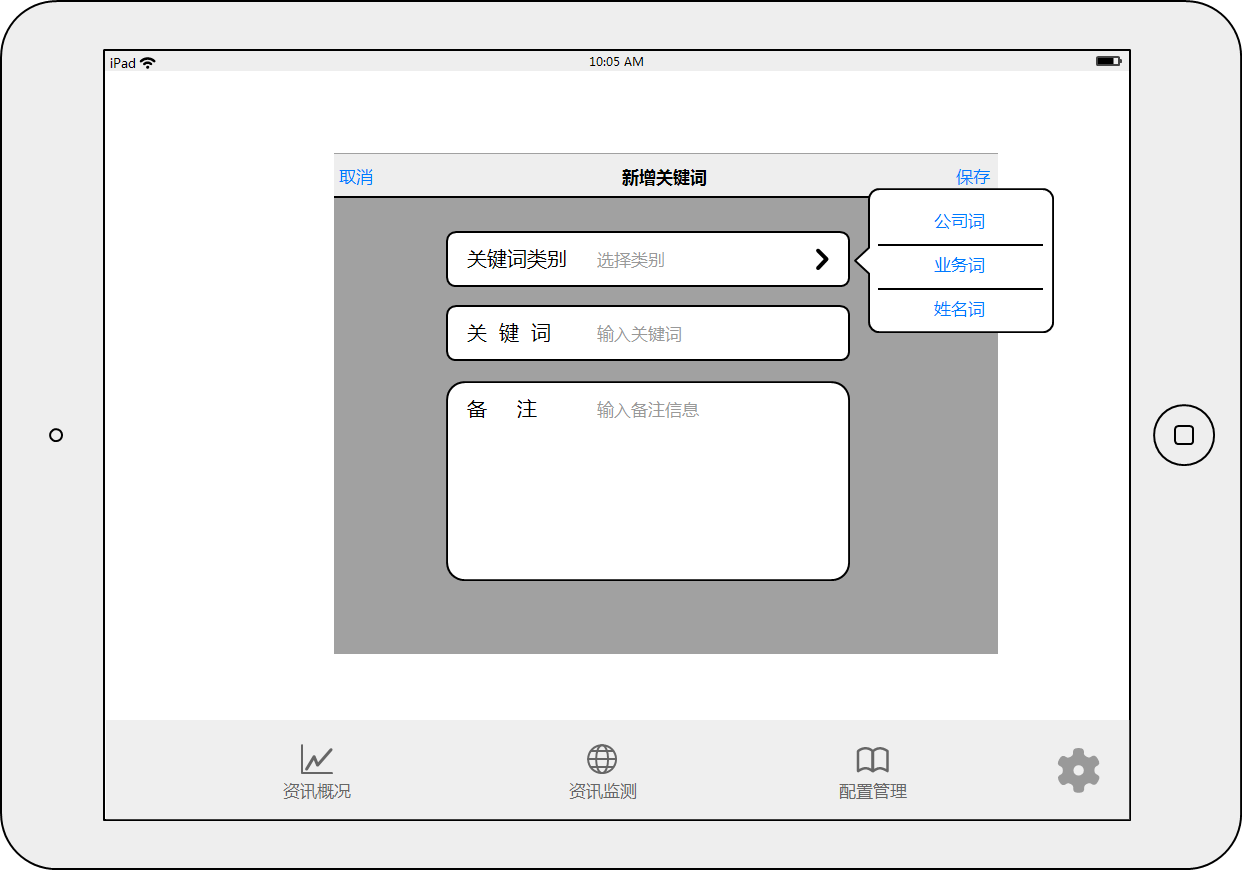 iPad 10:05 AM
取消 新增关键词 保存
公司词
关键词类别 选择类别
业务词
姓名词
关 键 词 输入关键词
备 注 输入备注信息
资讯概况 资讯监测 配置管理